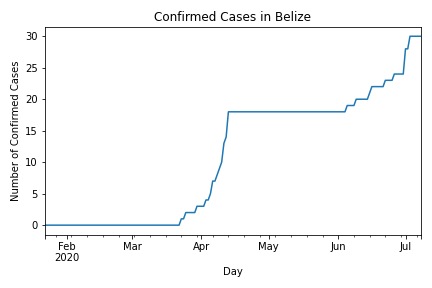 Confirmed Cases in Belize
Number of Confirmed Cases
30
25
20
15
10
5
0
Feb Mar Apr May Jun Jul
2020
Day